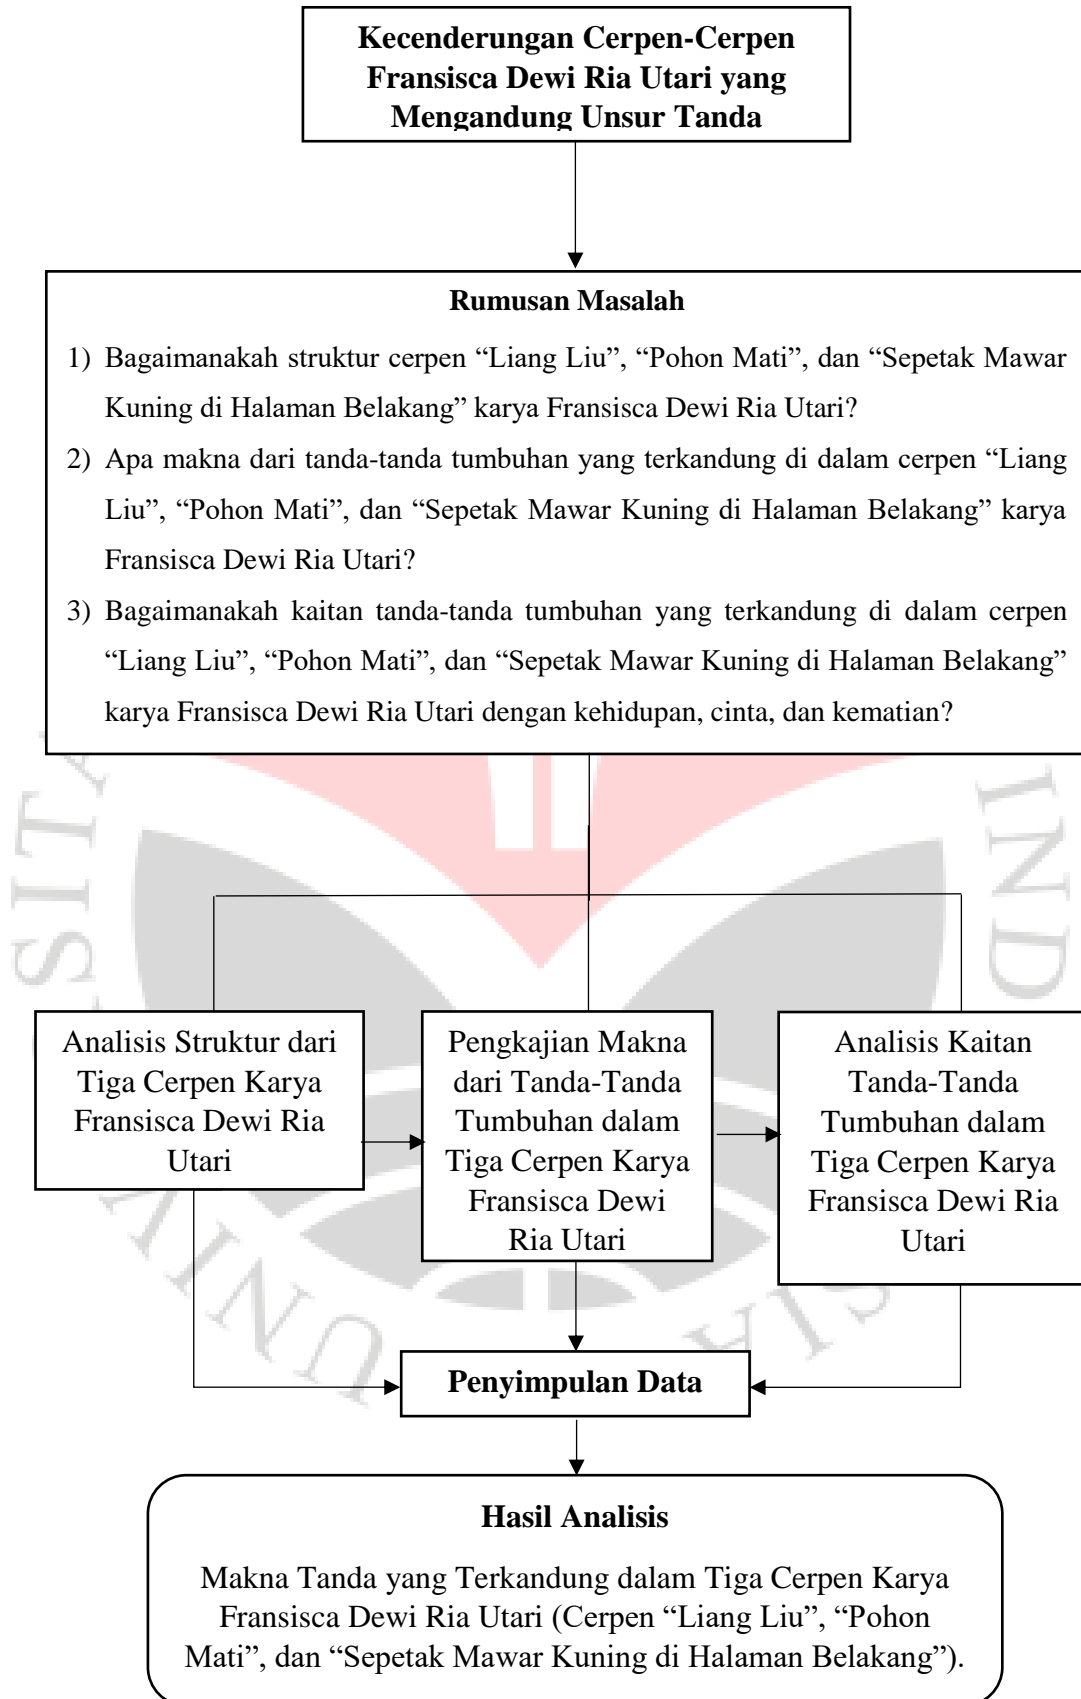 Kecenderungan Cerpen-Cerpen
Fransisca Dewi Ria Utari yang
Mengandung Unsur Tanda
Rumusan Masalah
1) Bagaimanakah struktur cerpen “Liang Liu”, “Pohon Mati”, dan “Sepetak Mawar
Kuning di Halaman Belakang” karya Fransisca Dewi Ria Utari?
2) Apa makna dari tanda-tanda tumbuhan yang terkandung di dalam cerpen “Liang
Liu”, “Pohon Mati”, dan “Sepetak Mawar Kuning di Halaman Belakang” karya
Fransisca Dewi Ria Utari?
3) Bagaimanakah kaitan tanda-tanda tumbuhan yang terkandung di dalam cerpen
“Liang Liu”, “Pohon Mati”, dan “Sepetak Mawar Kuning di Halaman Belakang”
karya Fransisca Dewi Ria Utari dengan kehidupan, cinta, dan kematian?
Analisis Struktur dari
Tiga Cerpen Karya
Fransisca Dewi Ria
Utari
Pengkajian Makna
dari Tanda-Tanda
Tumbuhan dalam
Tiga Cerpen Karya
Fransisca Dewi
Ria Utari
Analisis Kaitan
Tanda-Tanda
Tumbuhan dalam
Tiga Cerpen Karya
Fransisca Dewi Ria
Utari
Penyimpulan Data
Hasil Analisis
Makna Tanda yang Terkandung dalam Tiga Cerpen Karya
Fransisca Dewi Ria Utari (Cerpen “Liang Liu”, “Pohon
Mati”, dan “Sepetak Mawar Kuning di Halaman Belakang”).